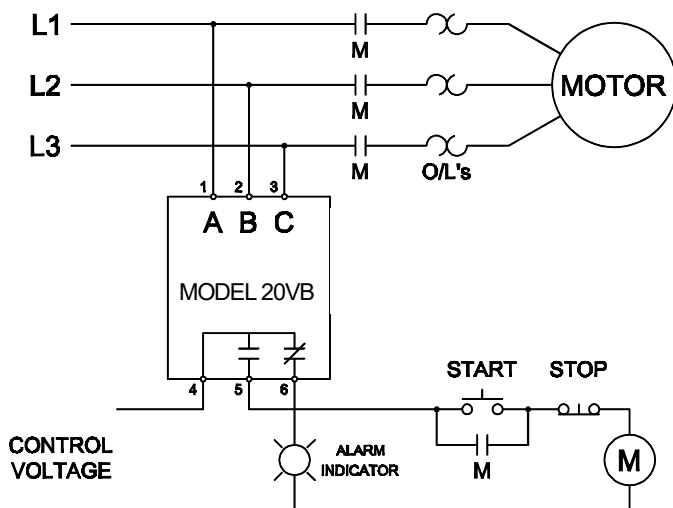 L1
M
L2
MOTOR
M
L3
M
O/L's
1 2 3
A B C
MODEL 20VB
4 5 6
START STOP
CONTROL
VOLTAGE
ALARM
INDICATOR
M
M